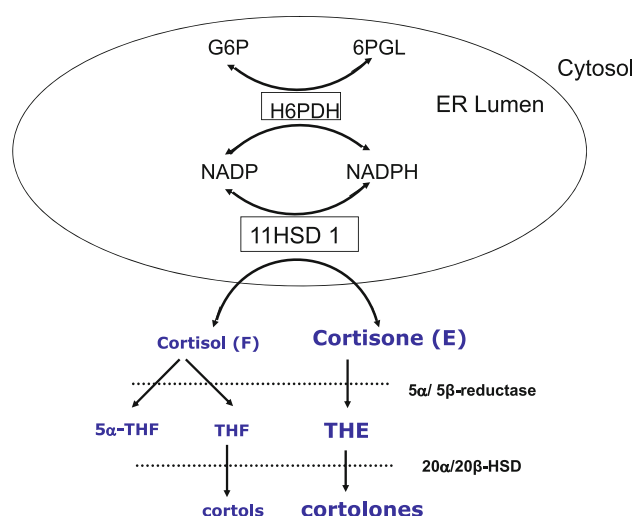 G6P 6PGL
Cytosol
H6PDH
ER Lumen
NADP NADPH
11HSD 1
Cortisol (F) Cortisone (E)
5α/ 5β-reductase
5α-THF THF THE
20α/20β-HSD
cortols cortolones